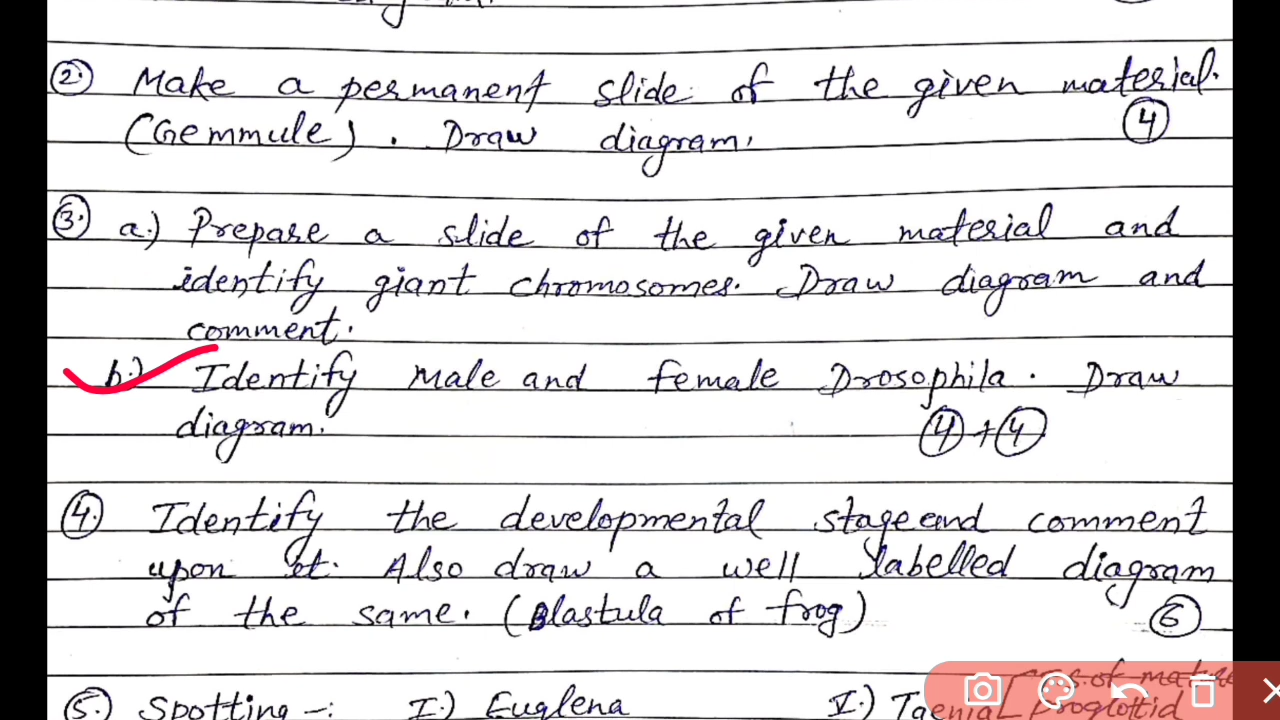 2. Make a permanent slide of the given material.
(Gemmule). Draw diagram. 4
3. a.) Prepare a slide of the given material and
identify giant chromosomes. Draw diagram and
comment.
b.) Identify Male and female Drosophila. Draw
diagram. 4 + 4
4. Identify the developmental stage and comment
upon it. Also draw a well labelled diagram
of the same. (Blastula of frog) 6
5. Spotting -: I.) Euglena V.) Taenia